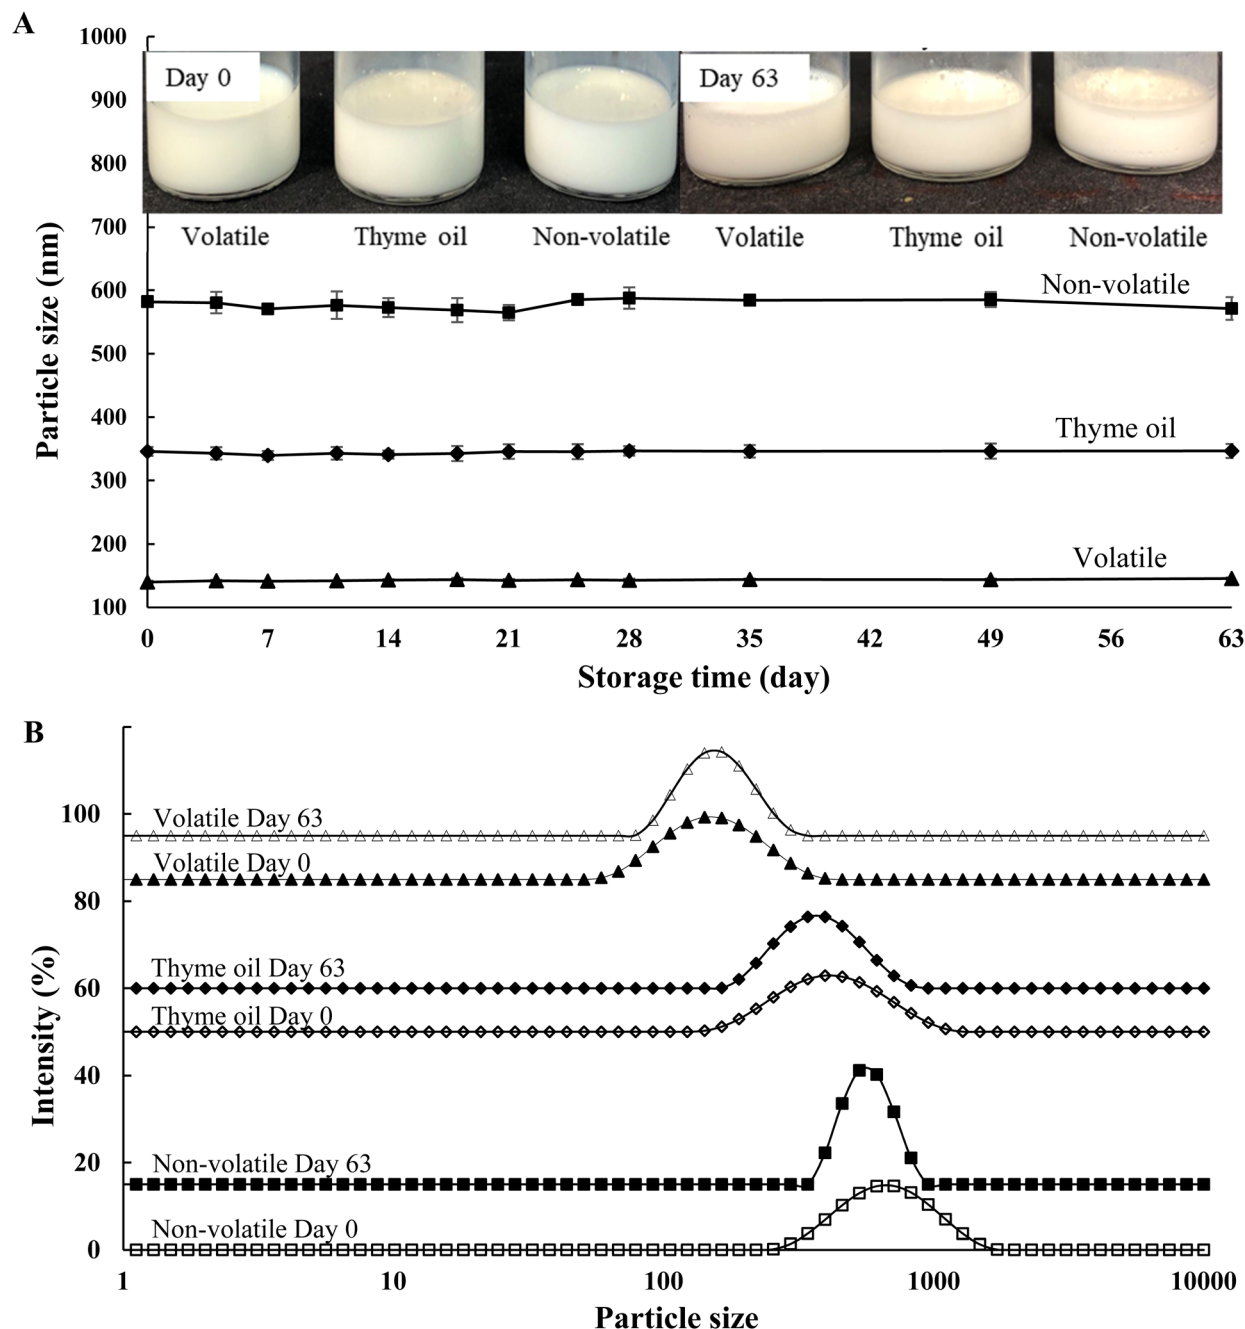 A
1000
900
800
700
600
500
400
300
200
100
Particle size (nm)
Day 0
Day 63
Volatile
Thyme oil
Non-volatile
Volatile
Thyme oil
Non-volatile
Non-volatile
Thyme oil
Volatile
0 7 14 21 28 35 42 49 56 63
Storage time (day)
B
100
80
60
40
20
0
Intensity (%)
Volatile Day 63
Volatile Day 0
Thyme oil Day 63
Thyme oil Day 0
Non-volatile Day 63
Non-volatile Day 0
1 10 100 1000 10000
Particle size